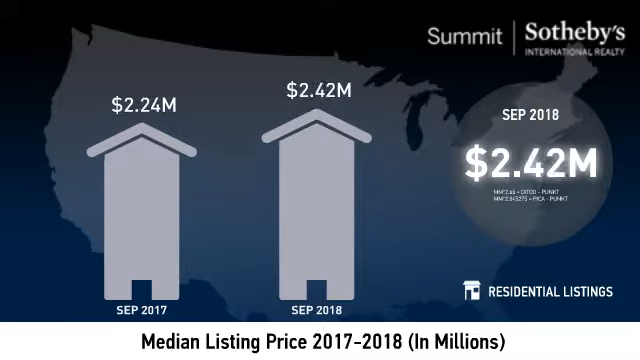 Summit | Sotheby's
INTERNATIONAL REALTY
$2.24M
$2.42M
SEP 2018
$2.42M
SEP 2017
SEP 2018
RESIDENTIAL LISTINGS
Median Listing Price 2017-2018 (In Millions)